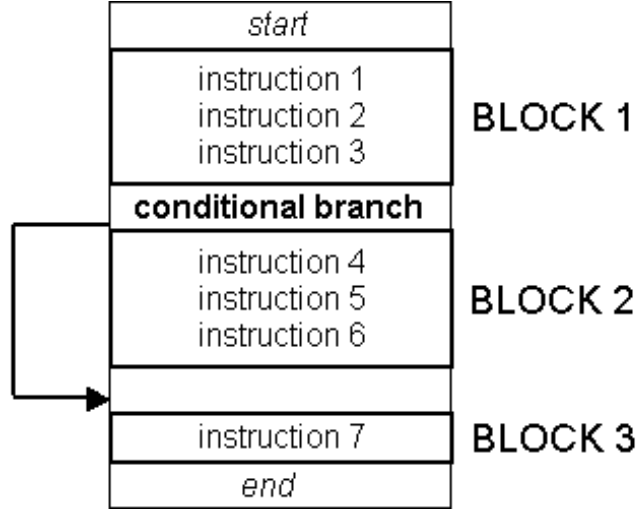 start
instruction 1
instruction 2
instruction 3
BLOCK 1
conditional branch
instruction 4
instruction 5
instruction 6
BLOCK 2
instruction 7
BLOCK 3
end